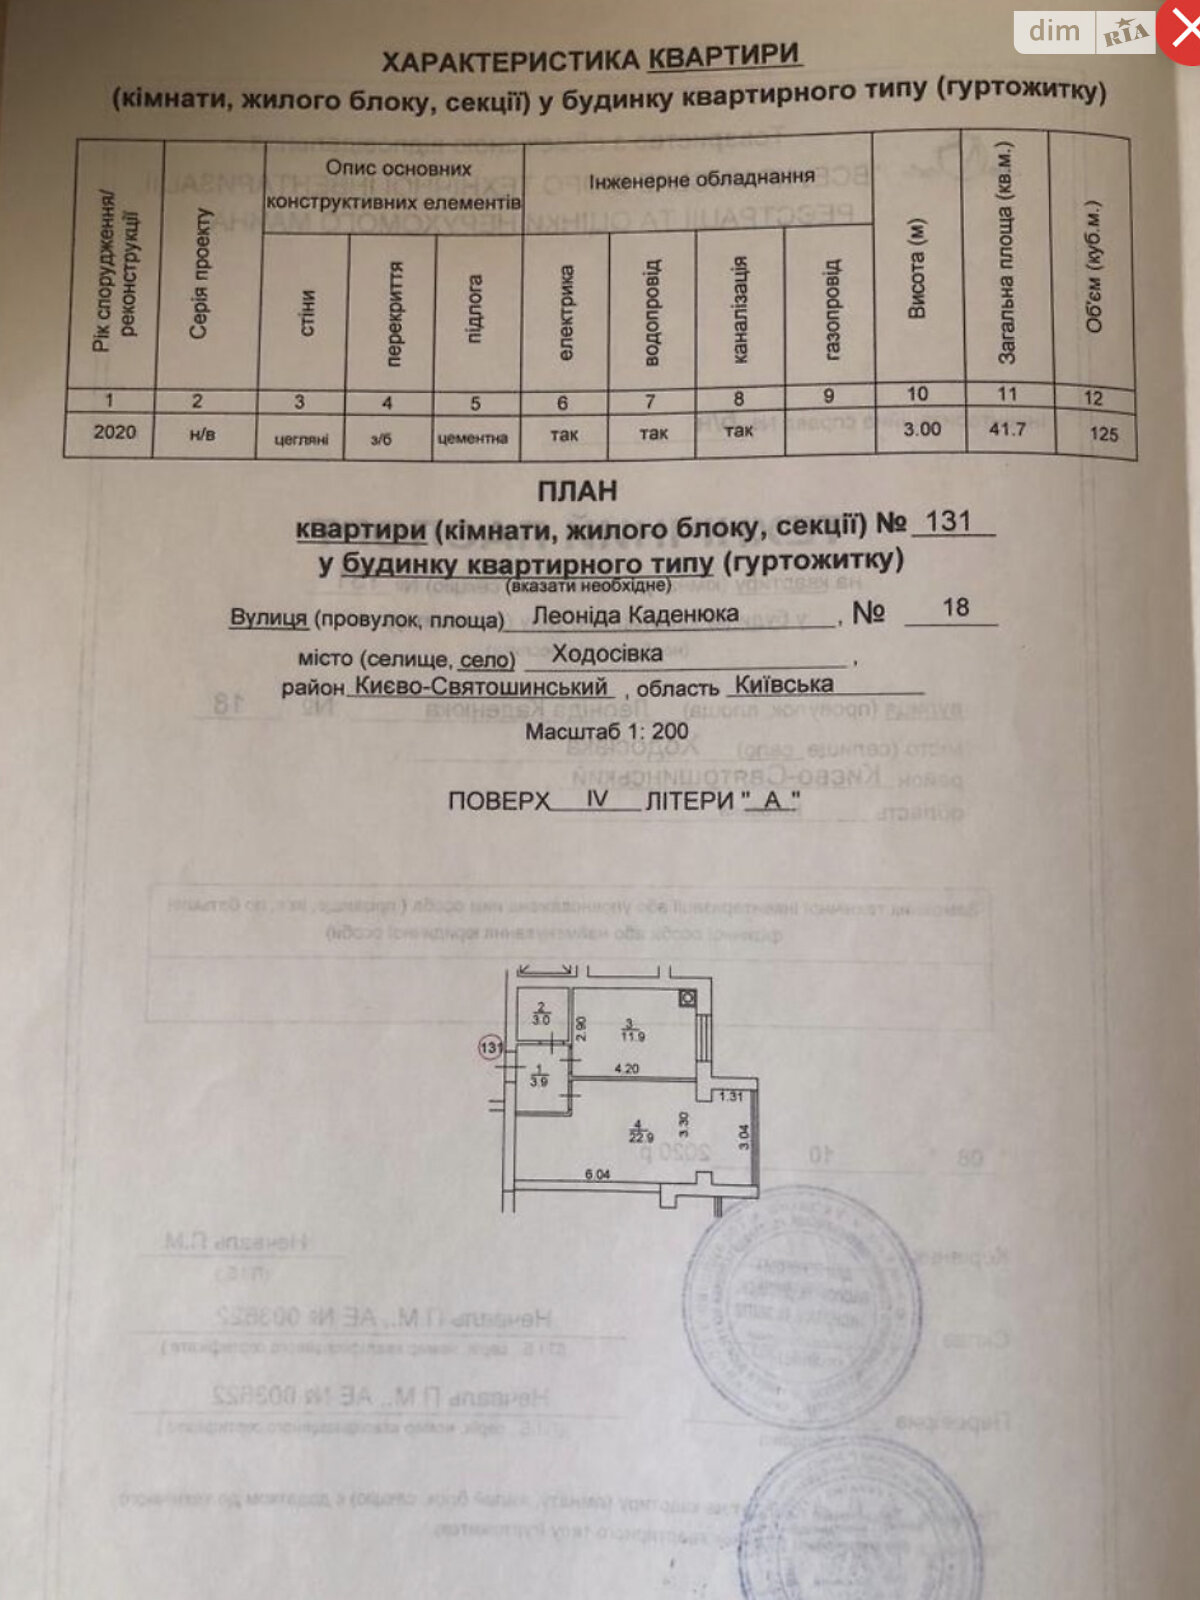 dim RIA
ХАРАКТЕРИСТИКА КВАРТИРИ
(кімнати, жилого блоку, секції) у будинку квартирного типу (гуртожитку)
Рік спорудження/реконструкції
Серія проекту
Опис основних
конструктивних елементів
стіни
перекриття
підлога
Інженерне обладнання
електрика
водопровід
каналізація
газопровід
Висота (м)
Загальна площа (кв.м.)
Об'єм (куб.м.)
1 2 3 4 5 6 7 8 9 10 11 12
2020 н/в цегляні з/б цементна так так так 3.00 41.7 125
ПЛАН
квартири (кімнати, жилого блоку, секції) № 131
у будинку квартирного типу (гуртожитку)
(вказати необхідне)
Вулиця (провулок, площа) Леоніда Каденюка , № 18
місто (селище, село) Ходосівка ,
район Києво-Святошинський , область Київська
Масштаб 1: 200
ПОВЕРХ IV ЛІТЕРИ " А "
2
3.0
2.90
3
11.9
131
1
3.9
4.20
1.31
4
22.9
3.30
3.04
6.04